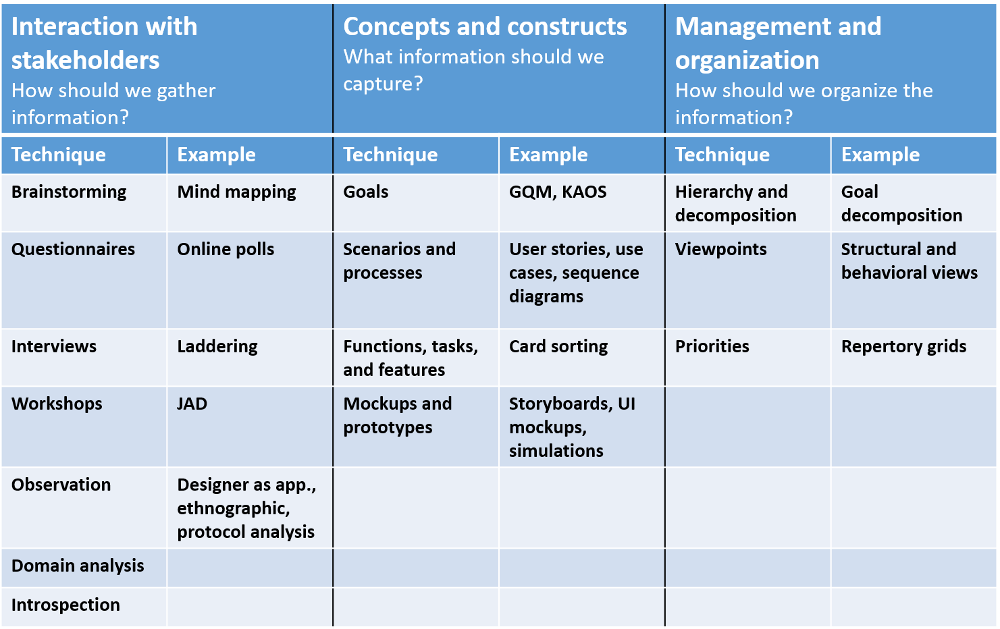 Interaction with
stakeholders
How should we gather
information?
Concepts and constructs
What information should we
capture?
Management and
organization
How should we organize the
information?
Technique
Example
Technique
Example
Technique
Example
Brainstorming
Mind mapping
Goals
GQM, KAOS
Hierarchy and
decomposition
Goal
decomposition
Questionnaires
Online polls
Scenarios and
processes
User stories, use
cases, sequence
diagrams
Viewpoints
Structural and
behavioral views
Interviews
Laddering
Functions, tasks,
and features
Card sorting
Priorities
Repertory grids
Workshops
JAD
Mockups and
prototypes
Storyboards, UI
mockups,
simulations
Observation
Designer as app.,
ethnographic,
protocol analysis
Domain analysis
Introspection